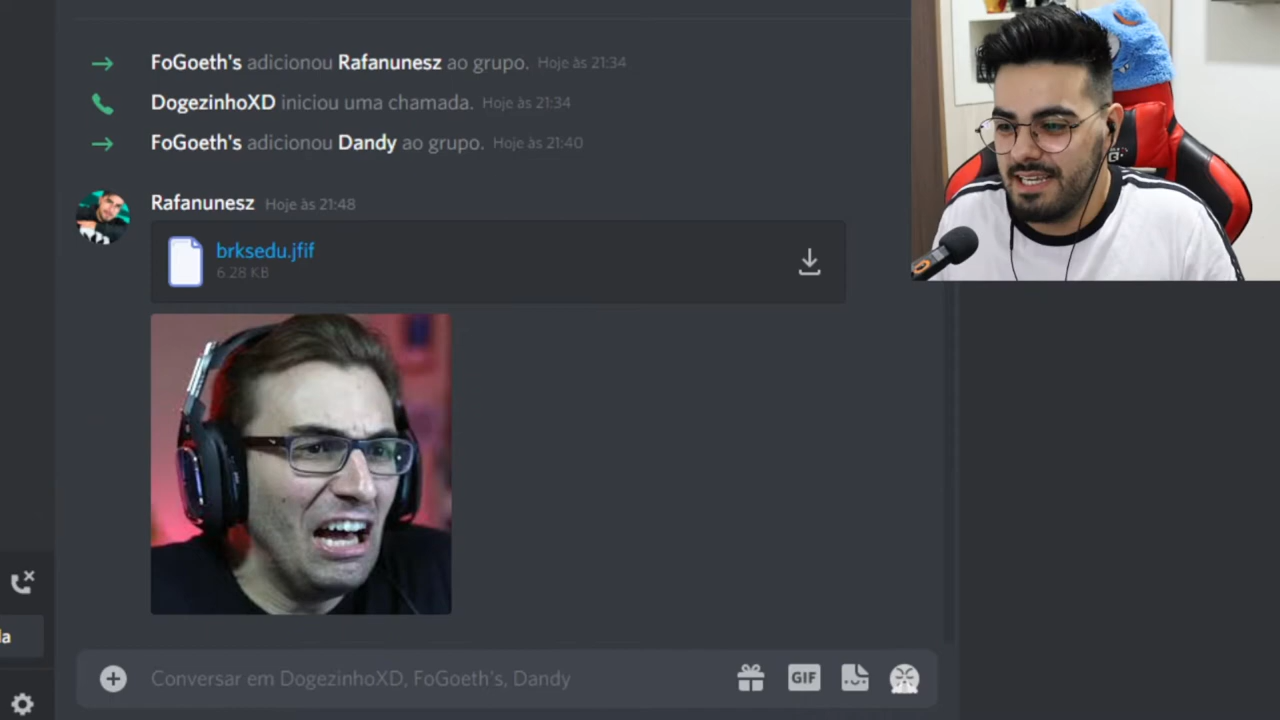 FoGoeth's adicionou Rafanunesz ao grupo. Hoje às 21:34
DogezinhoXD iniciou uma chamada. Hoje às 21:34
FoGoeth's adicionou Dandy ao grupo. Hoje às 21:40
Rafanunesz Hoje às 21:48
brksedu.jfif
6.28 KB
la
Conversar em DogezinhoXD, FoGoeth's, Dandy
GIF